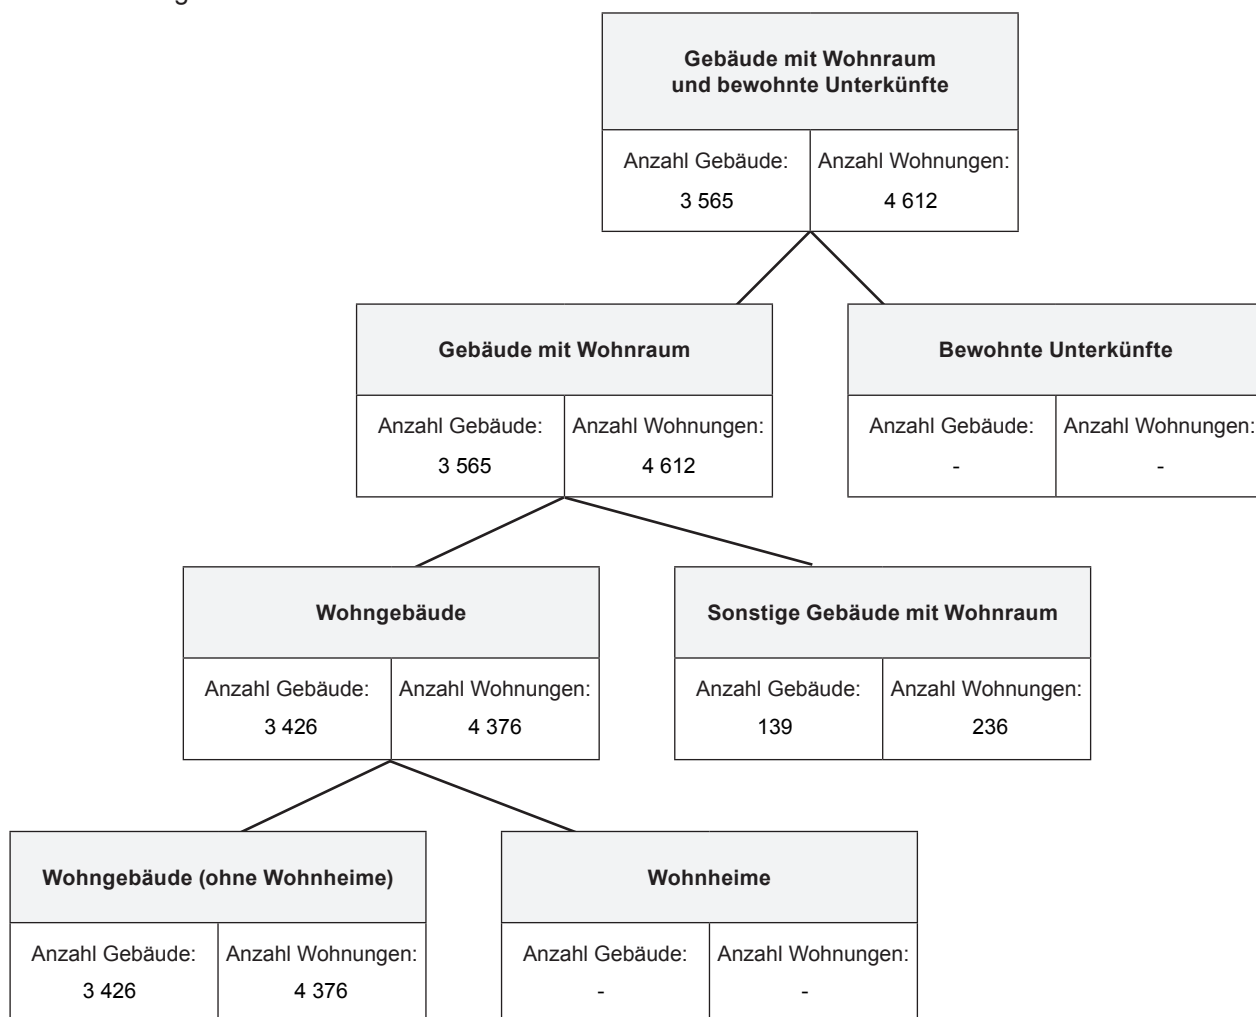 Gebäude mit Wohnraum
und bewohnte Unterkünfte
Anzahl Gebäude:
3 565
Anzahl Wohnungen:
4 612
Gebäude mit Wohnraum
Anzahl Gebäude:
3 565
Anzahl Wohnungen:
4 612
Bewohnte Unterkünfte
Anzahl Gebäude:
-
Anzahl Wohnungen:
-
Wohngebäude
Anzahl Gebäude:
3 426
Anzahl Wohnungen:
4 376
Sonstige Gebäude mit Wohnraum
Anzahl Gebäude:
139
Anzahl Wohnungen:
236
Wohngebäude (ohne Wohnheime)
Anzahl Gebäude:
3 426
Anzahl Wohnungen:
4 376
Wohnheime
Anzahl Gebäude:
-
Anzahl Wohnungen:
-